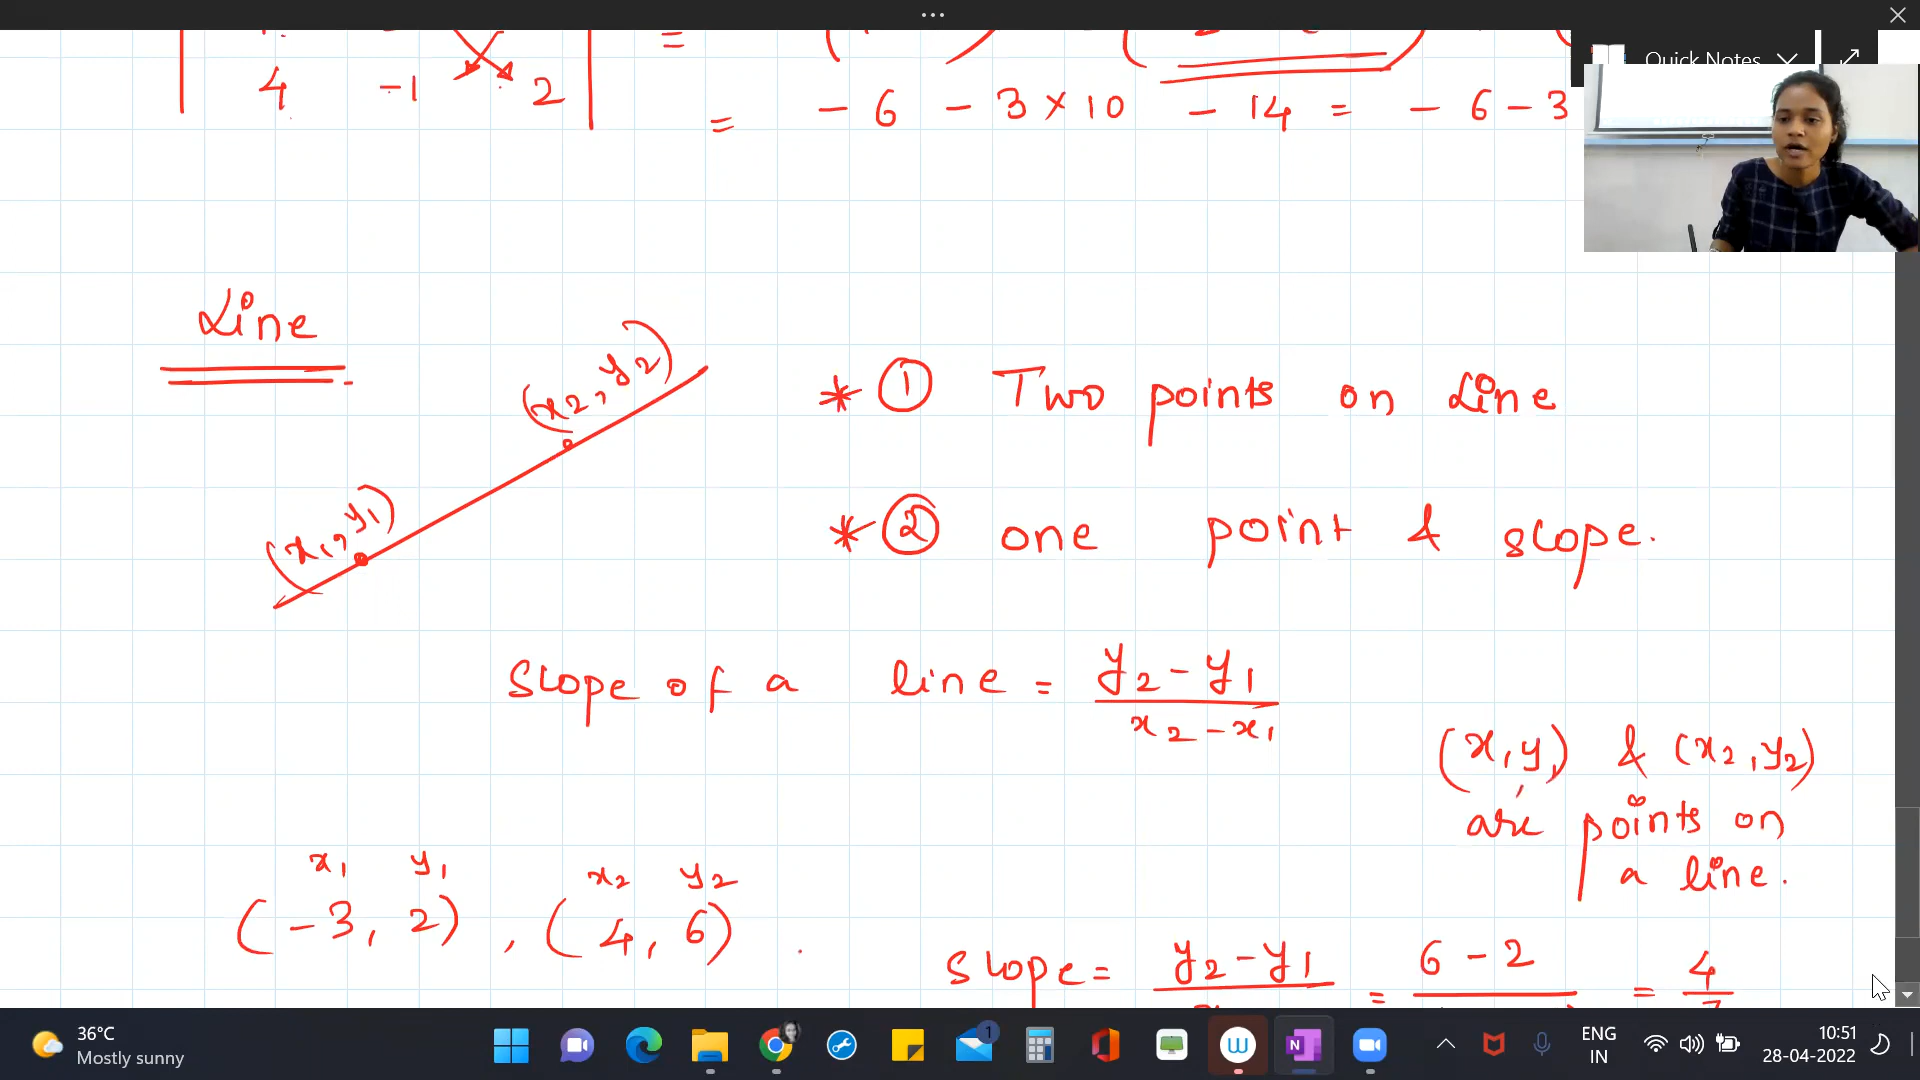 ...
Quick Notes
4 -1 2
= - 6 - 3 × 10 - 14 = - 6 - 3
Line
(x1, y1)
(x2, y2)
* ① Two points on Line
* ② one point & slope.
Slope of a line = y2 - y1
x2 - x1
(x1 y1) & (x2, y2)
are points on
a line.
x1 y1 x2 y2
(-3, 2) , (4, 6)
slope = y2 - y1 = 6 - 2 = 4
36°C
Mostly sunny
1
ENG
IN
10:51
28-04-2022